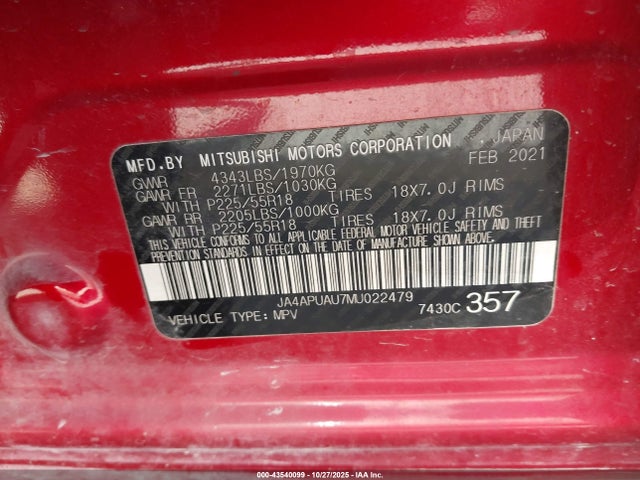 MFD.BY MITSUBISHI MOTORS CORPORATION , JAPAN
GVWR 4343LBS/1970KG FEB 2021
GAWR FR 2271LBS/1030KG
WITH P225/55R18 TIRES 18X7.0J RIMS
GAWR RR 2205LBS/1000KG
WITH P225/55R18 TIRES 18X7.0J RIMS
THIS VEHICLE CONFORMS TO ALL APPLICABLE FEDERAL MOTOR VEHICLE SAFETY AND THEFT
PREVENTION STANDARDS IN EFFECT ON THE DATE OF MANUFACTURE SHOWN ABOVE.
JA4APUAU7MU022479
VEHICLE TYPE: MPV 7430C 357
000-43540099 - 10/27/2025 - IAA Inc.